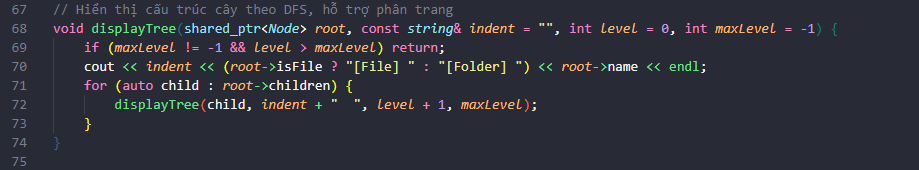 67 // Hiển thị cấu trúc cây theo DFS, hỗ trợ phân trang
68 void displayTree(shared_ptr<Node> root, const string& indent = "", int level = 0, int maxLevel = -1) {
69     if (maxLevel != -1 && level > maxLevel) return;
70     cout << indent << (root->isFile ? "[File] " : "[Folder] ") << root->name << endl;
71     for (auto child : root->children) {
72         displayTree(child, indent + "  ", level + 1, maxLevel);
73     }
74 }
75